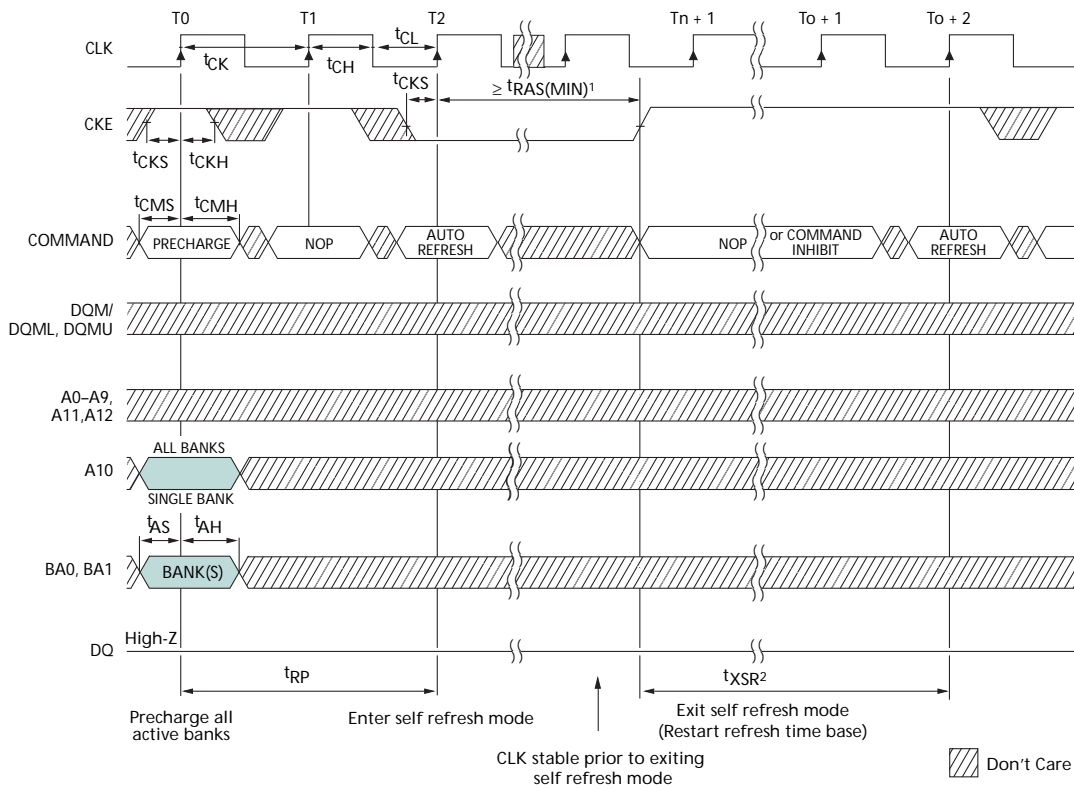 T0 T1 T2 Tn + 1 To + 1 To + 2
CLK
tCK tCH tCL
tCKS
≥ tRAS(MIN)1
CKE
tCKS tCKH
tCMS tCMH
COMMAND
PRECHARGE NOP AUTO REFRESH NOP or COMMAND INHIBIT AUTO REFRESH
DQM/
DQML, DQMU
A0–A9,
A11,A12
ALL BANKS
A10
SINGLE BANK
tAS tAH
BA0, BA1 BANK(S)
High-Z
DQ
tRP tXSR2
Precharge all
active banks
Enter self refresh mode
Exit self refresh mode
(Restart refresh time base)
CLK stable prior to exiting
self refresh mode
Don't Care